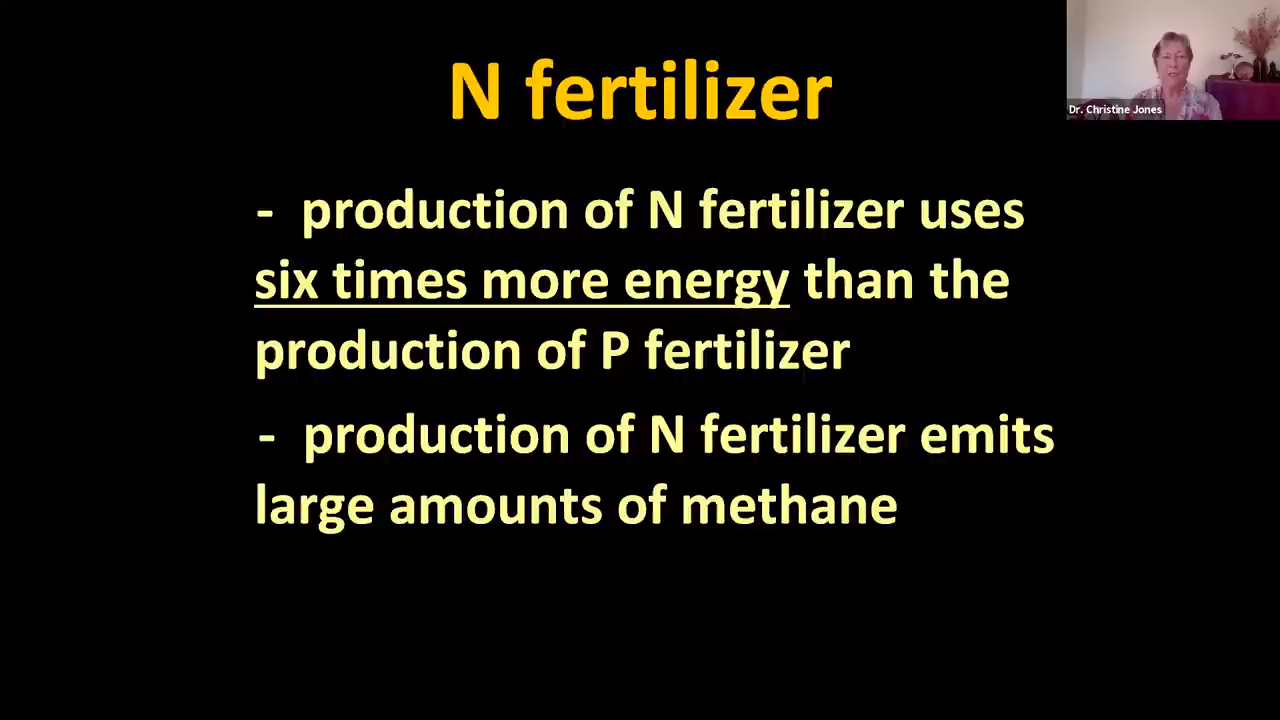 N fertilizer
Dr. Christine Jones
- production of N fertilizer uses
six times more energy than the
production of P fertilizer
- production of N fertilizer emits
large amounts of methane